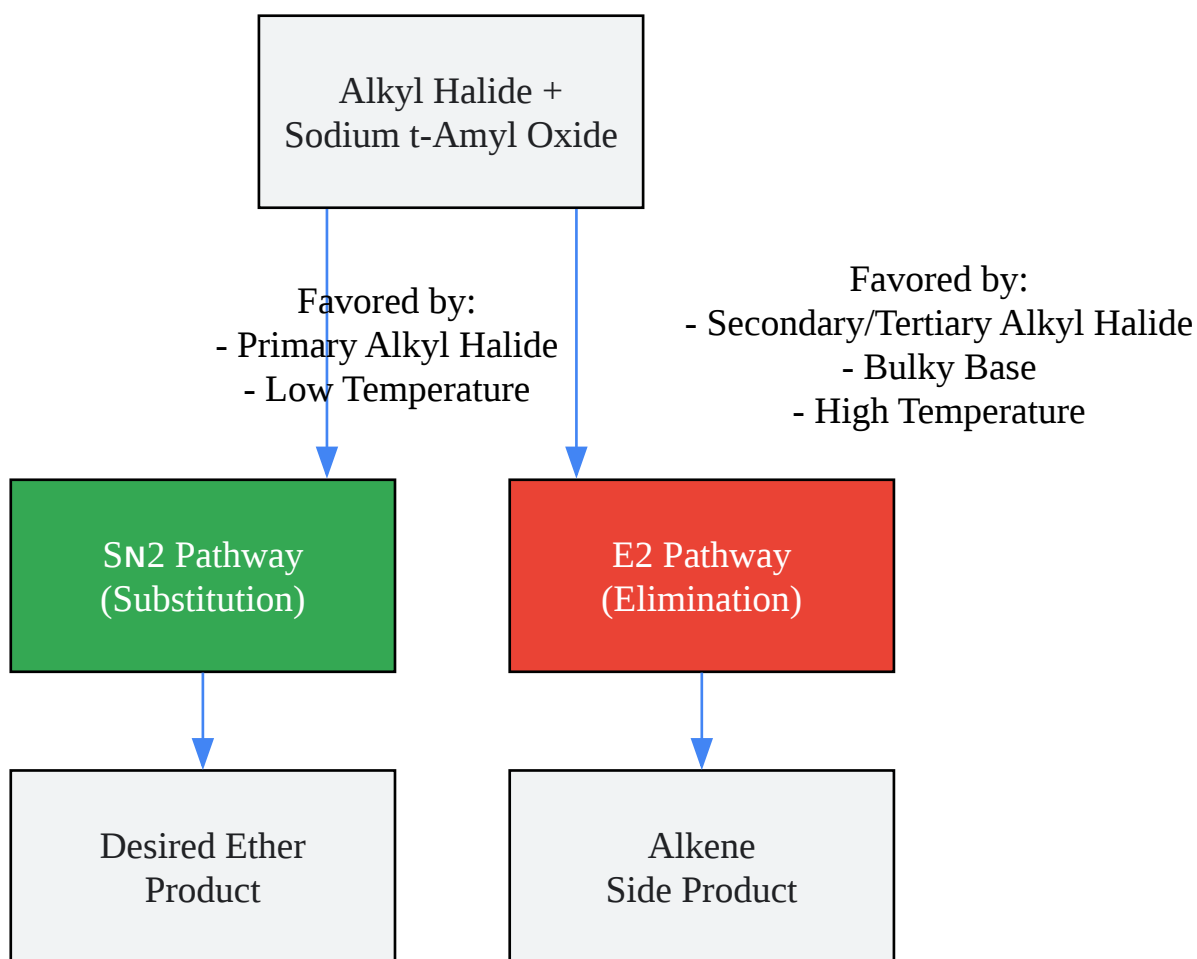 Alkyl Halide +
Sodium t-Amyl Oxide
Favored by:
- Primary Alkyl Halide
- Low Temperature
Favored by:
- Secondary/Tertiary Alkyl Halide
- Bulky Base
- High Temperature
Sɴ2 Pathway
(Substitution)
E2 Pathway
(Elimination)
Desired Ether
Product
Alkene
Side Product